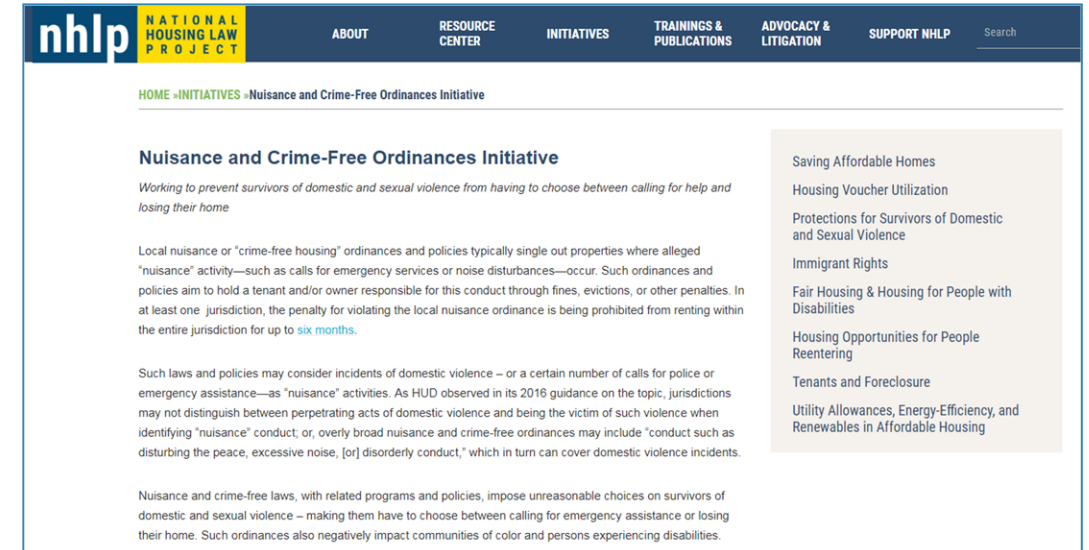 nhlp
NATIONAL
HOUSING LAW
PROJECT
ABOUT
RESOURCE
CENTER
INITIATIVES
TRAININGS &
PUBLICATIONS
ADVOCACY &
LITIGATION
SUPPORT NHLP
Search
HOME »INITIATIVES »Nuisance and Crime-Free Ordinances Initiative
Nuisance and Crime-Free Ordinances Initiative
Working to prevent survivors of domestic and sexual violence from having to choose between calling for help and
losing their home
Local nuisance or “crime-free housing” ordinances and policies typically single out properties where alleged
“nuisance” activity—such as calls for emergency services or noise disturbances—occur. Such ordinances and
policies aim to hold a tenant and/or owner responsible for this conduct through fines, evictions, or other penalties. In
at least one jurisdiction, the penalty for violating the local nuisance ordinance is being prohibited from renting within
the entire jurisdiction for up to six months.
Such laws and policies may consider incidents of domestic violence – or a certain number of calls for police or
emergency assistance—as “nuisance” activities. As HUD observed in its 2016 guidance on the topic, jurisdictions
may not distinguish between perpetrating acts of domestic violence and being the victim of such violence when
identifying “nuisance” conduct; or, overly broad nuisance and crime-free ordinances may include “conduct such as
disturbing the peace, excessive noise, [or] disorderly conduct,” which in turn can cover domestic violence incidents.
Nuisance and crime-free laws, with related programs and policies, impose unreasonable choices on survivors of
domestic and sexual violence – making them have to choose between calling for emergency assistance or losing
their home. Such ordinances also negatively impact communities of color and persons experiencing disabilities.
Saving Affordable Homes
Housing Voucher Utilization
Protections for Survivors of Domestic
and Sexual Violence
Immigrant Rights
Fair Housing & Housing for People with
Disabilities
Housing Opportunities for People
Reentering
Tenants and Foreclosure
Utility Allowances, Energy-Efficiency, and
Renewables in Affordable Housing